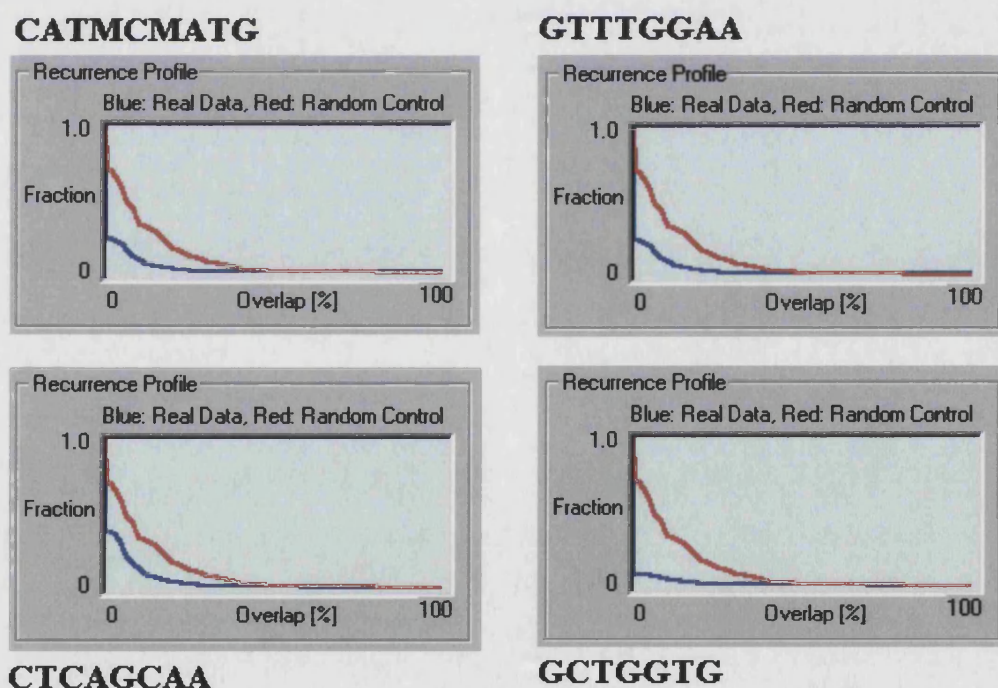 CATMCMATG
Recurrence Profile
Blue: Real Data, Red: Random Control
1.0
Fraction
0
0
Overlap [%]
100
GTTTGGAA
Recurrence Profile
Blue: Real Data, Red: Random Control
1.0
Fraction
0
0
Overlap [%]
100
Recurrence Profile
Blue: Real Data, Red: Random Control
1.0
Fraction
0
0
Overlap [%]
100
CTCAGCAA
Recurrence Profile
Blue: Real Data, Red: Random Control
1.0
Fraction
0
0
Overlap [%]
100
GCTGGTG